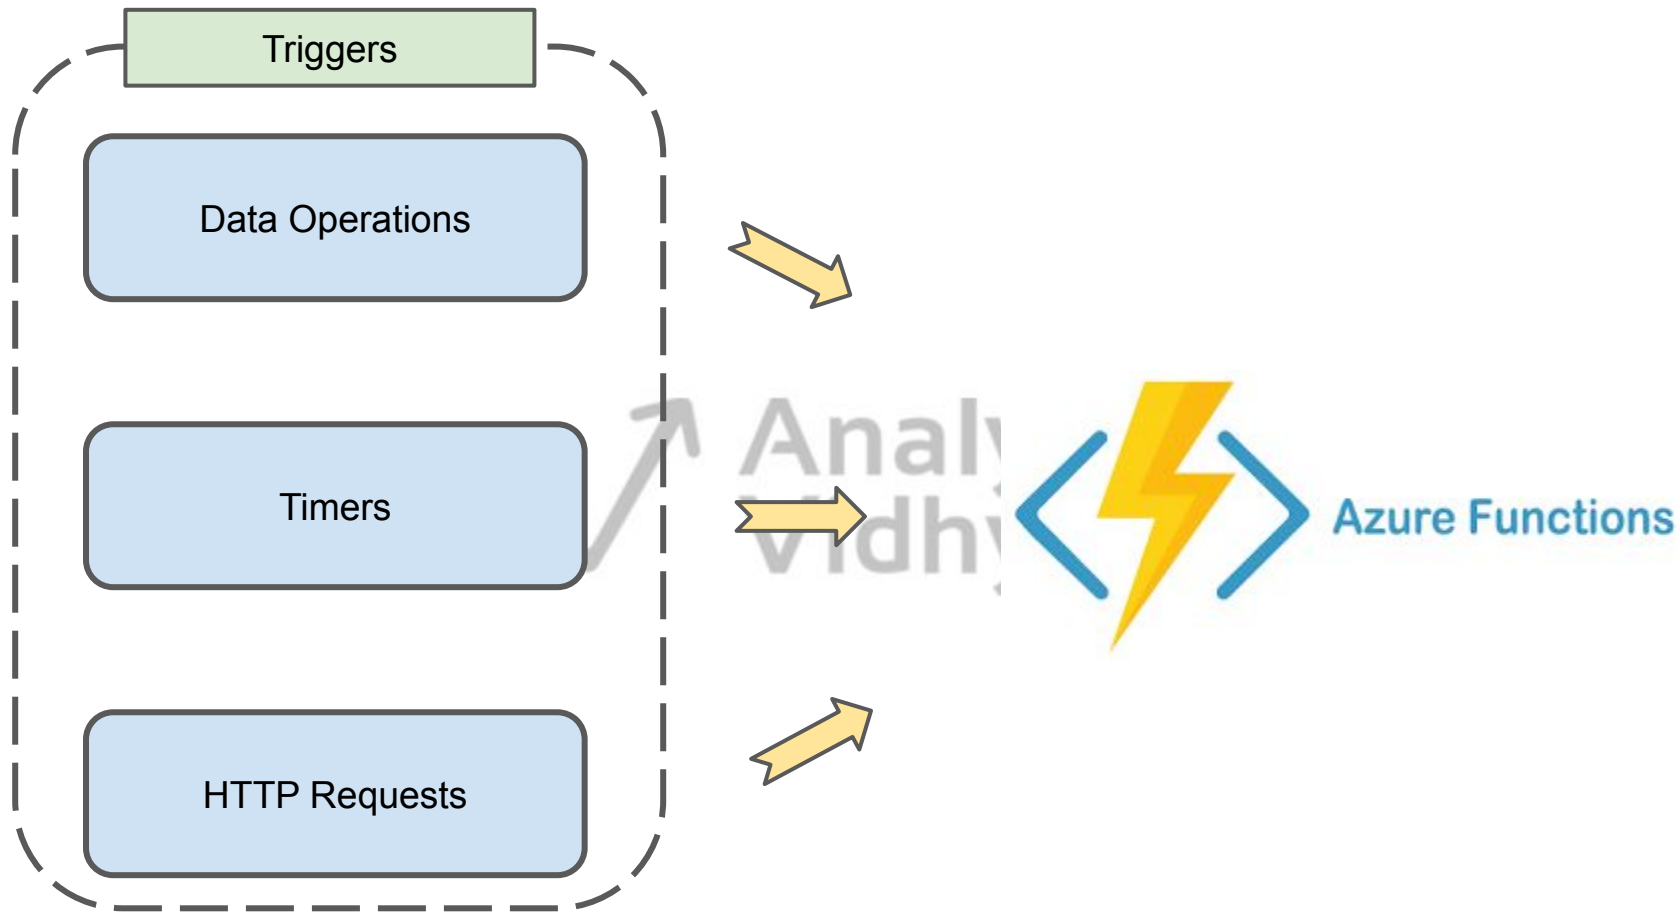 Triggers
Data Operations
Timers
HTTP Requests
Azure Functions